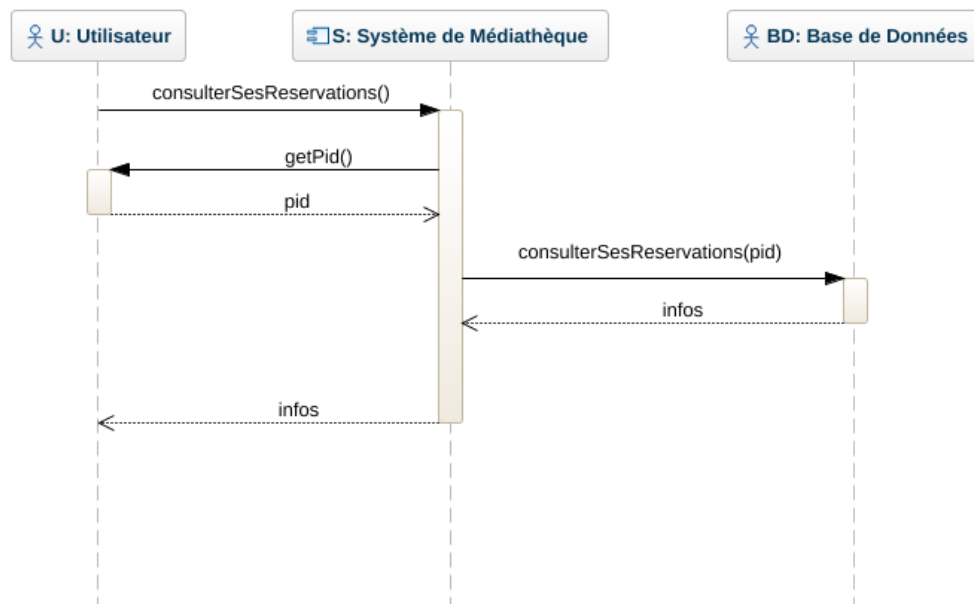 U: Utilisateur
S: Système de Médiathèque
BD: Base de Données
consulterSesReservations()
getPid()
pid
consulterSesReservations(pid)
infos
infos